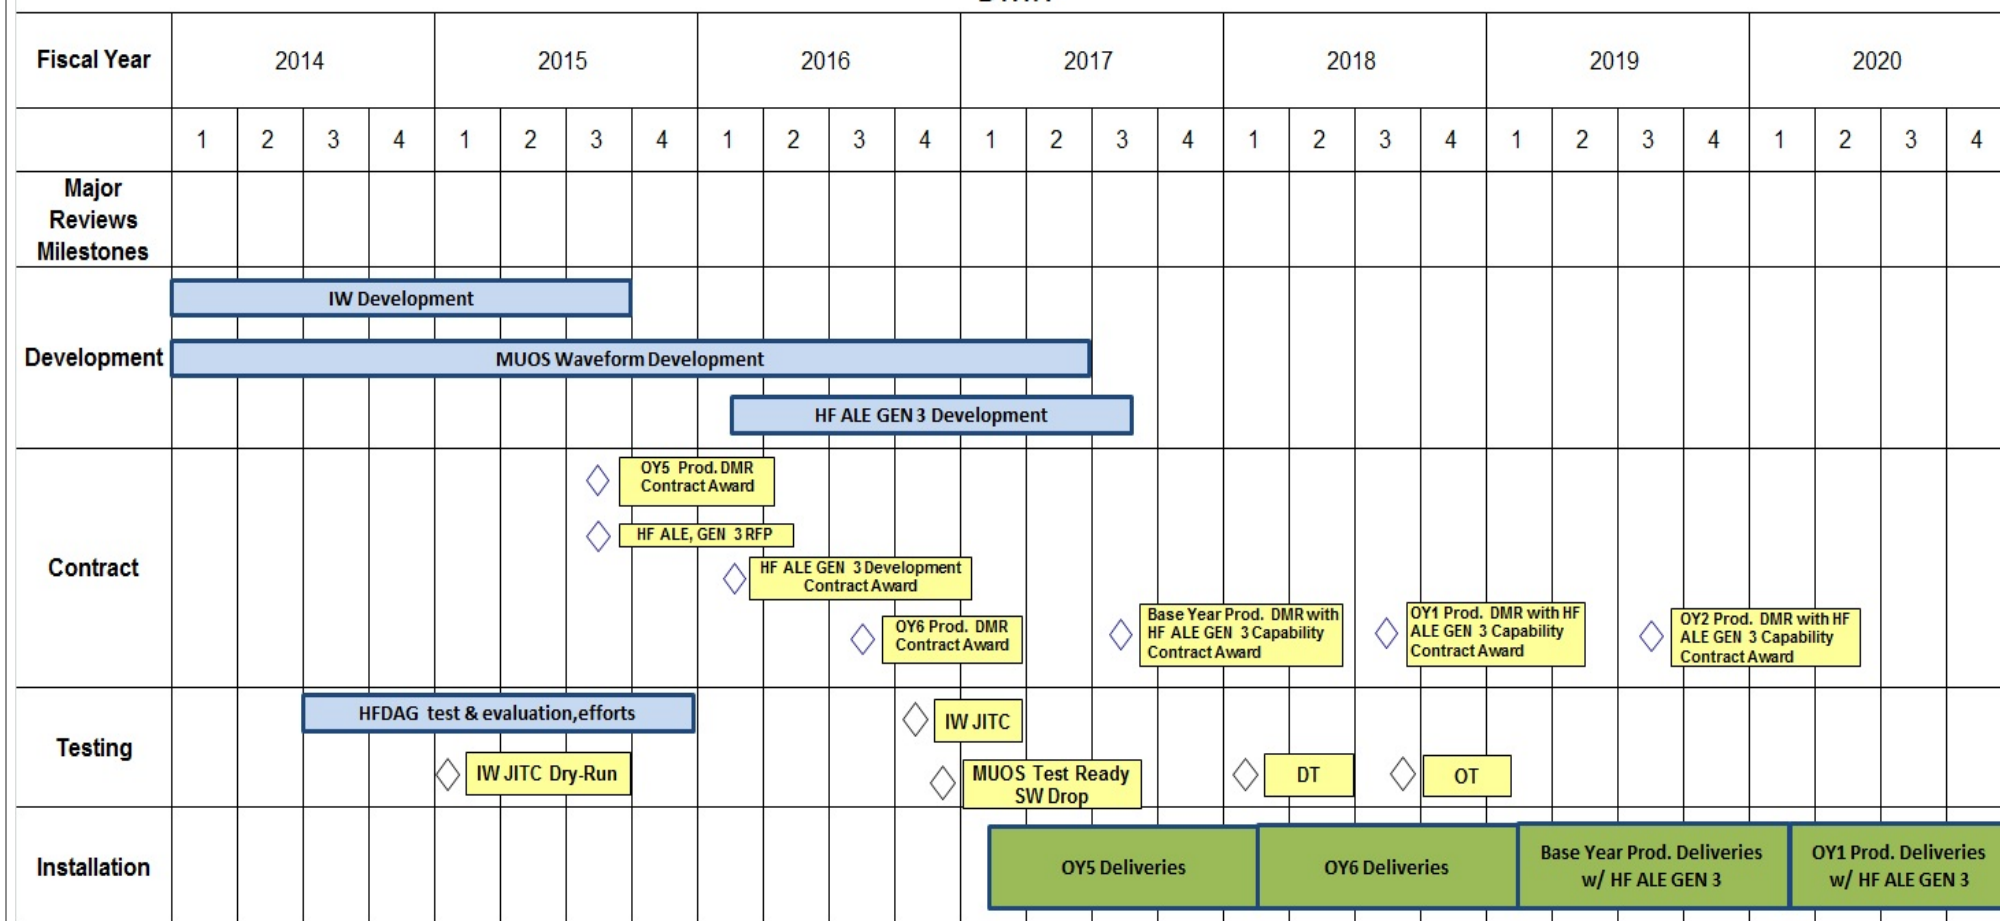 Fiscal Year 2014 2015 2016 2017 2018 2019 2020
1 2 3 4 1 2 3 4 1 2 3 4 1 2 3 4 1 2 3 4 1 2 3 4 1 2 3 4
Major
Reviews
Milestones
Development
IW Development
MUOS Waveform Development
HF ALE GEN 3 Development
Contract
OY5 Prod. DMR
Contract Award
HF ALE, GEN 3 RFP
HF ALE GEN 3 Development
Contract Award
OY6 Prod. DMR
Contract Award
Base Year Prod. DMR with
HF ALE GEN 3 Capability
Contract Award
OY1 Prod. DMR with HF
ALE GEN 3 Capability
Contract Award
OY2 Prod. DMR with HF
ALE GEN 3 Capability
Contract Award
Testing
HFDAG test & evaluation,efforts
IW JITC
IW JITC Dry-Run
MUOS Test Ready
SW Drop
DT
OT
Installation
OY5 Deliveries
OY6 Deliveries
Base Year Prod. Deliveries
w/ HF ALE GEN 3
OY1 Prod. Deliveries
w/ HF ALE GEN 3